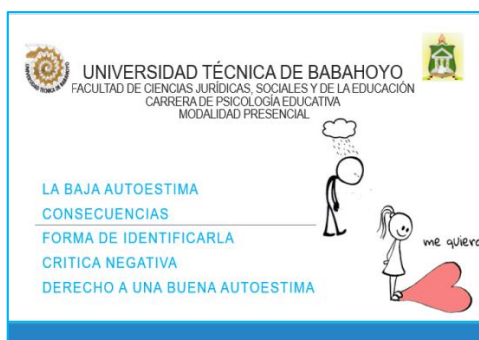 UNIVERSIDAD TÉCNICA DE BABAHOYO
FACULTAD DE CIENCIAS JURÍDICAS, SOCIALES Y DE LA EDUCACIÓN
CARRERA DE PSICOLOGÍA EDUCATIVA
MODALIDAD PRESENCIAL
LA BAJA AUTOESTIMA
CONSECUENCIAS
FORMA DE IDENTIFICARLA
CRITICA NEGATIVA
DERECHO A UNA BUENA AUTOESTIMA
me quiero